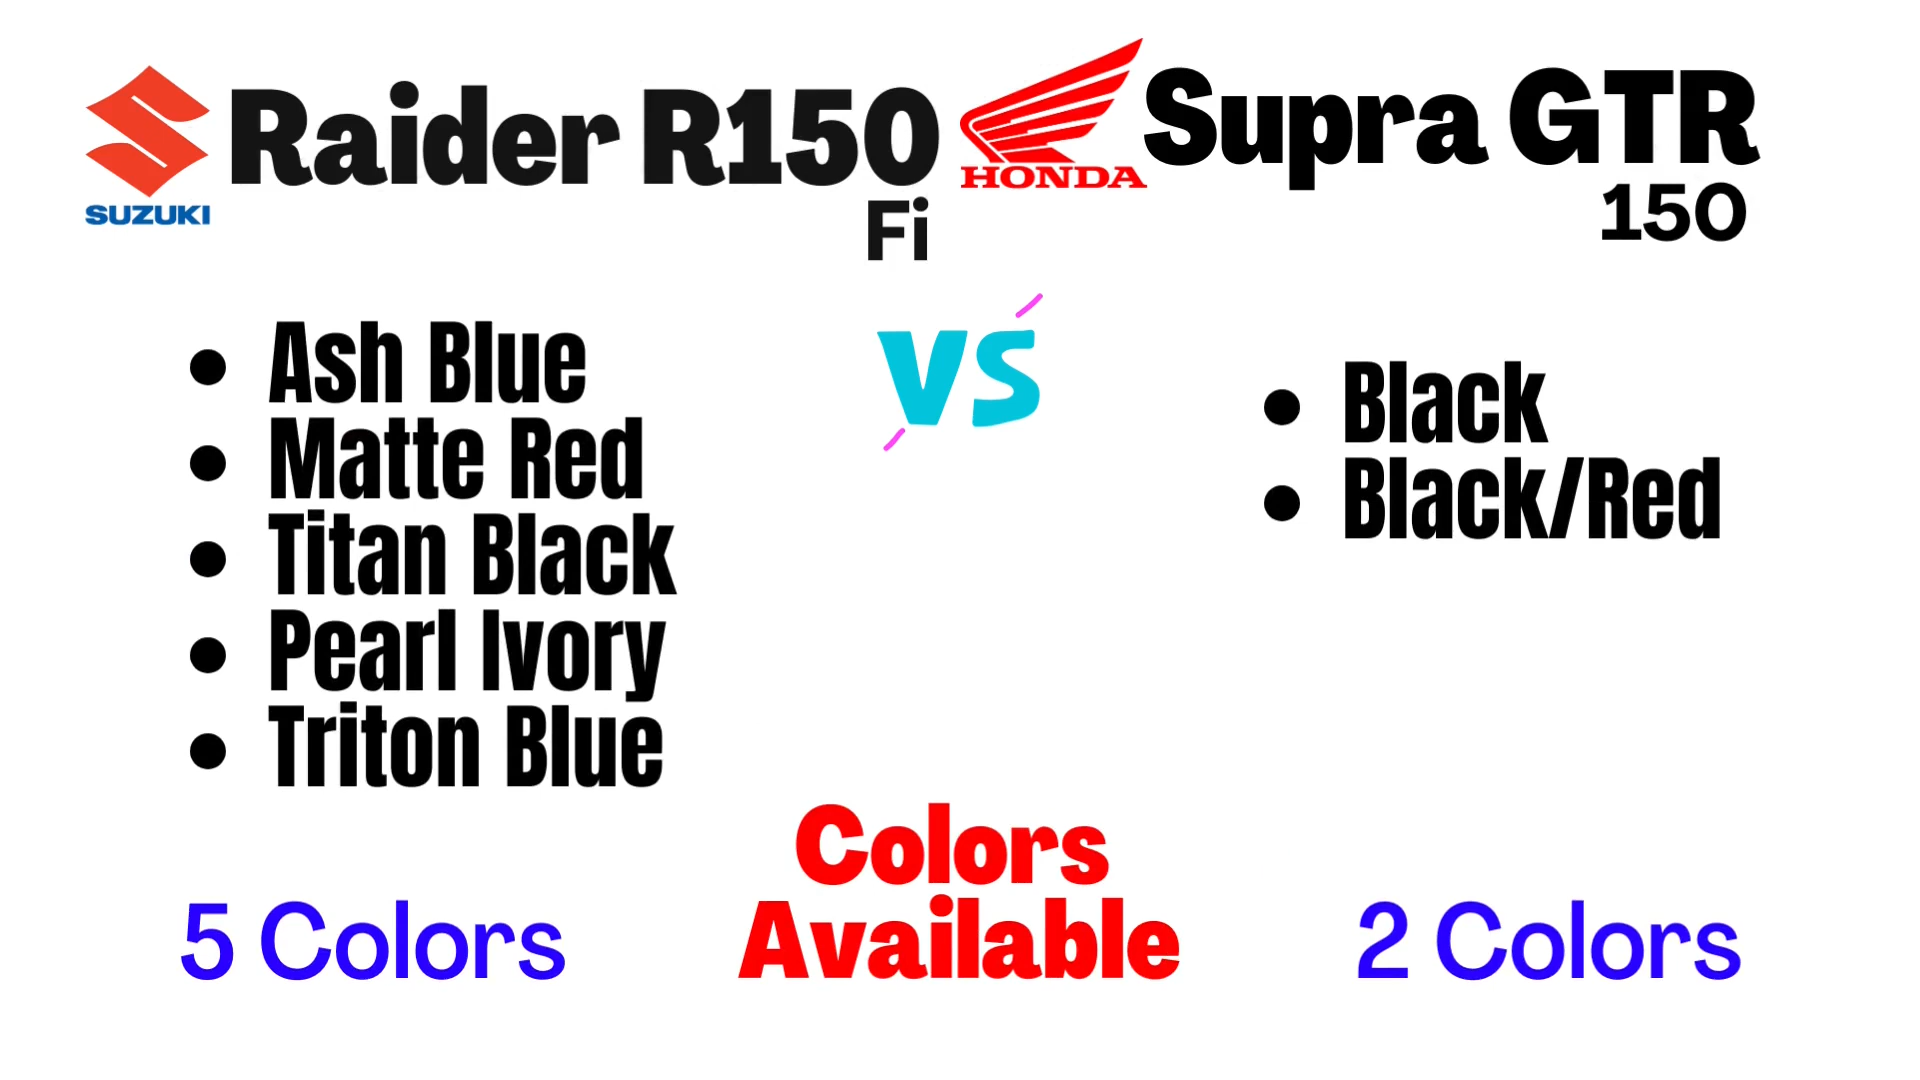 SUZUKI
Raider R150
Fi
HONDA
Supra GTR
150
VS
Ash Blue
Matte Red
Titan Black
Pearl Ivory
Triton Blue
Black
Black/Red
5 Colors
Colors
Available
2 Colors